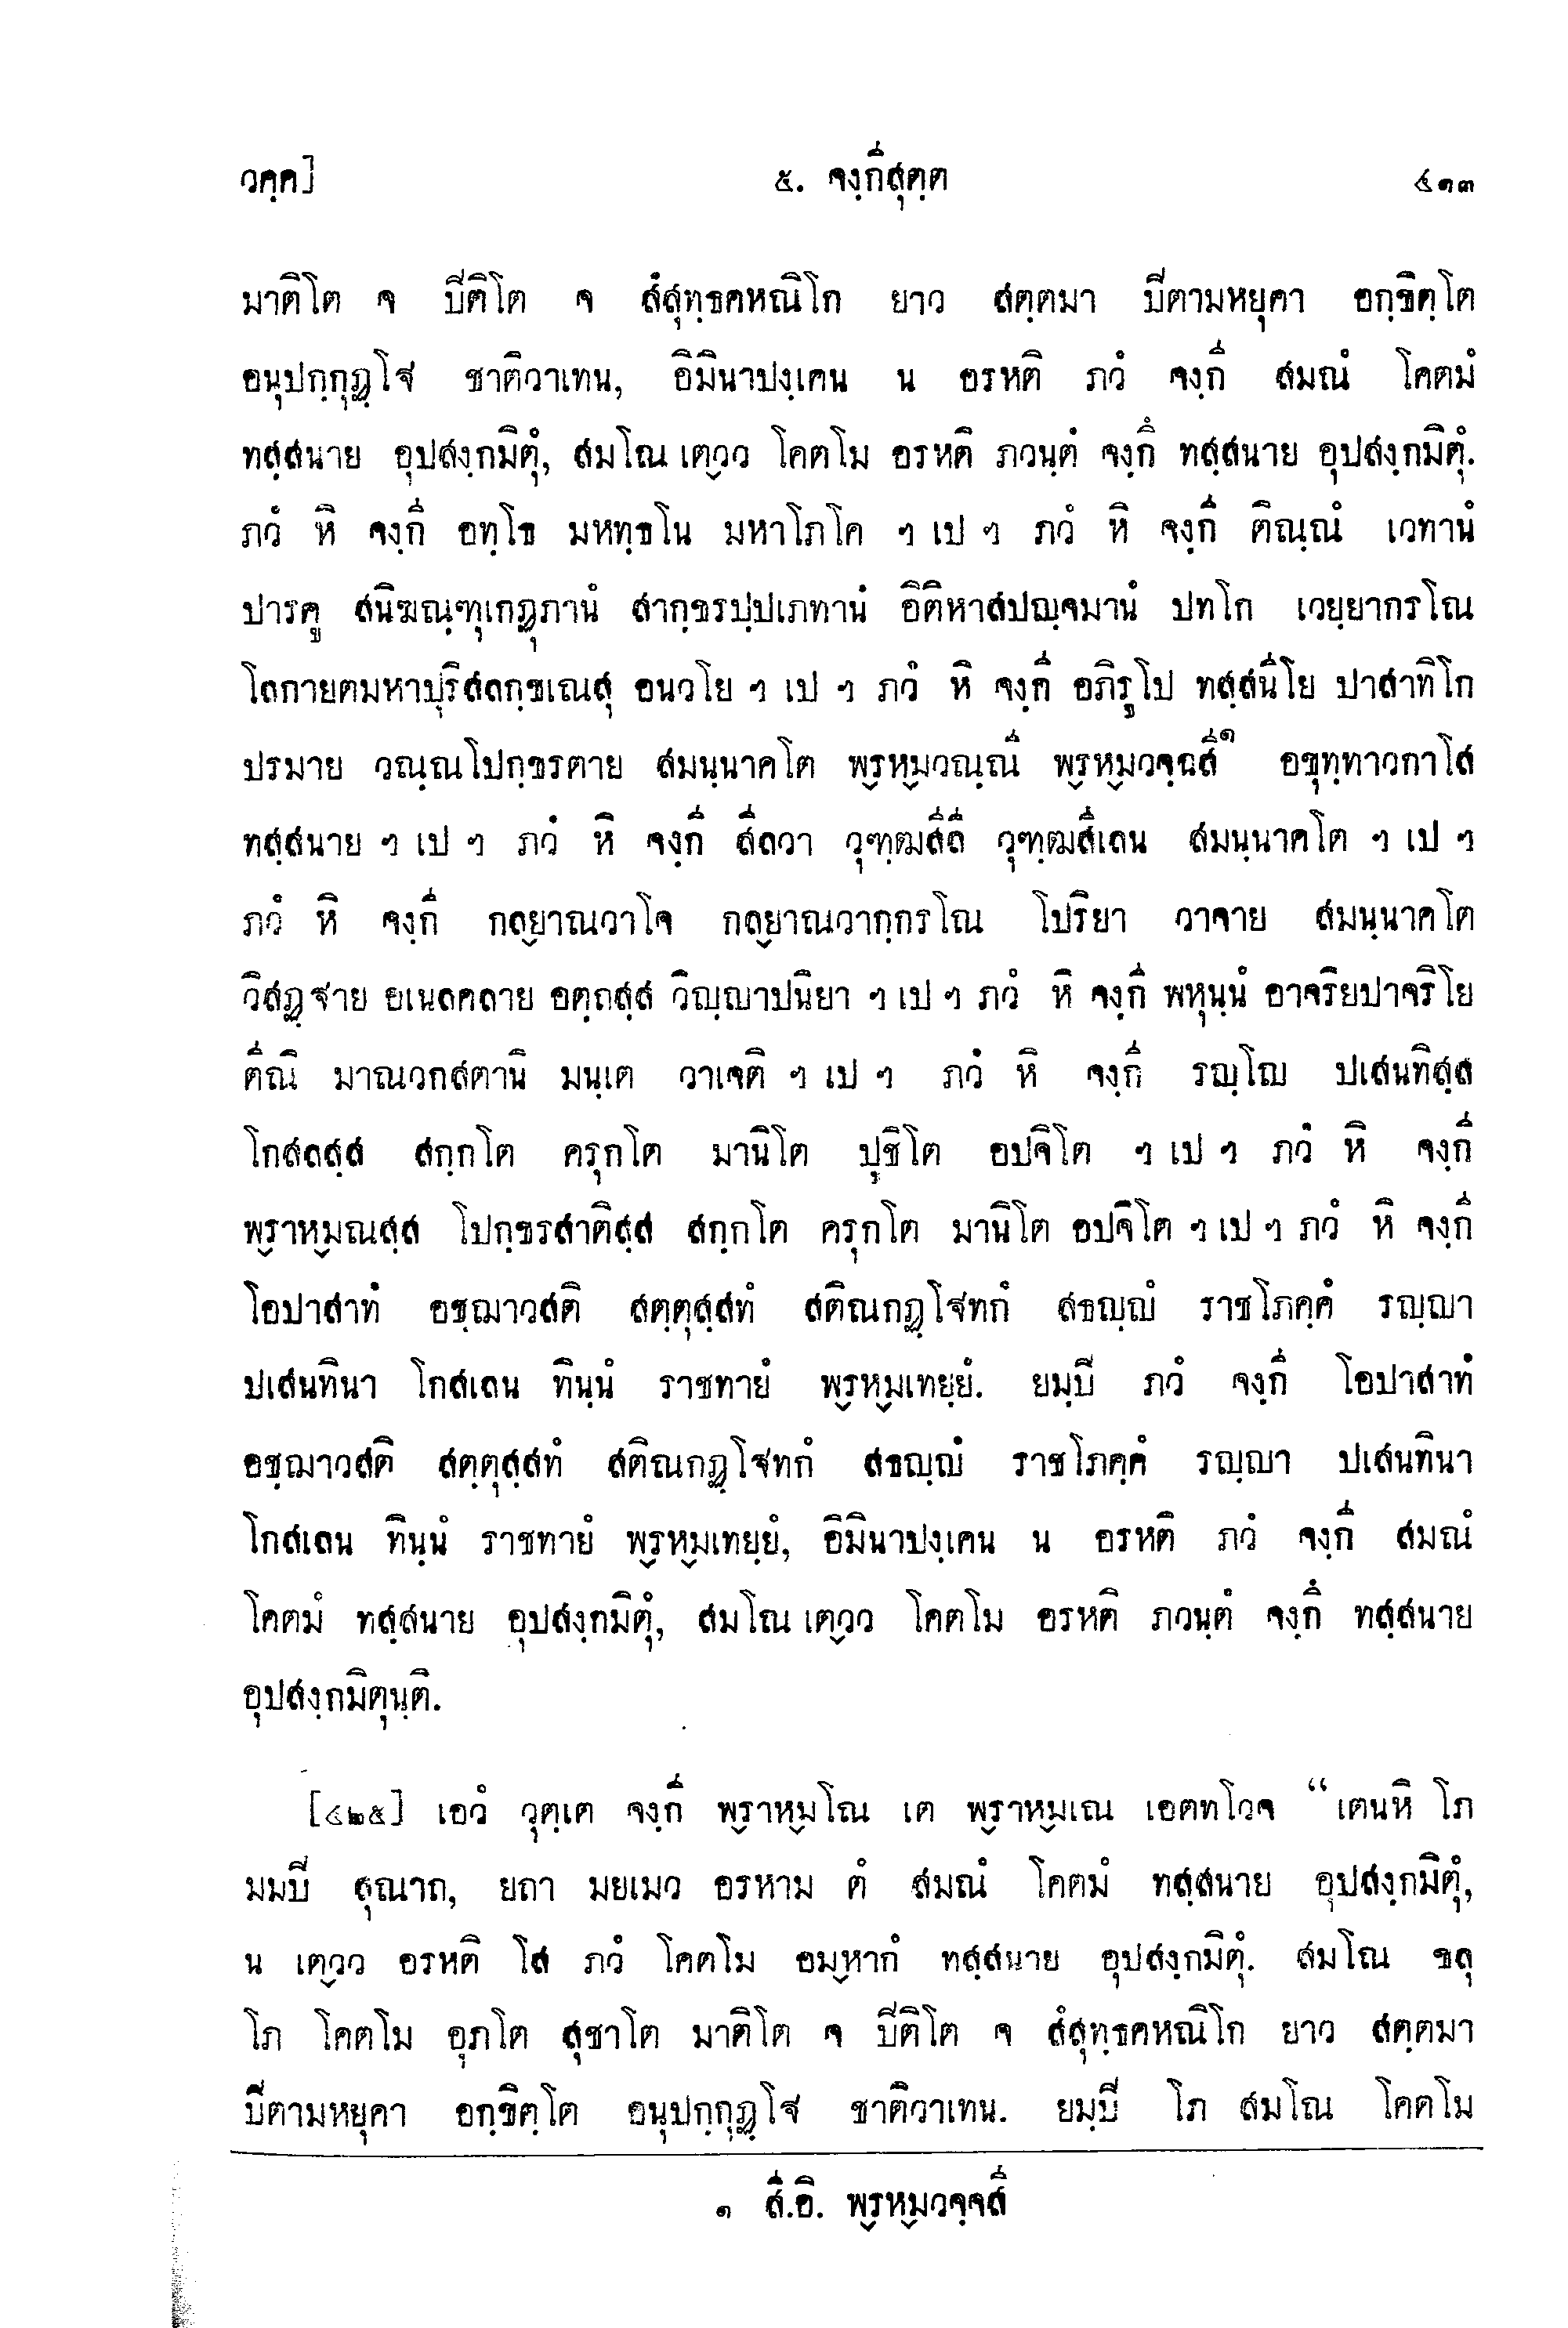 วคฺค]
๕. จงฺกีสุตฺต
๔๑๓
มาติโต จ ปีติโต จ สํสุทฺธคหณิโก ยาว สตฺตมา ปีตามหยุคา อกฺขิตฺโต
อนุปกฺกุฏฺโฐ ชาติวาเทน, อิมินาปงฺเคน น อรหติ ภวํ จงฺกี สมณํ โคตมํ
ทสฺสนาย อุปสงฺกมิตุํ, สมโณ เตฺวว โคตโม อรหติ ภวนฺตํ จงฺกึ ทสฺสนาย อุปสงฺกมิตุํ.
ภวํ หิ จงฺกี อทฺโธ มหทฺธโน มหาโภโค ฯ เป ฯ ภวํ หิ จงฺกี ติณฺณํ เวทานํ
ปารคู สนิฆณฺฑุเกฏุภานํ สากฺขรปฺปเภทานํ อิติหาสปญฺจมานํ ปทโก เวยฺยากรโณ
โลกายตมหาปุริสลกฺขเณสุ อนวโย ฯ เป ฯ ภวํ หิ จงฺกี อภิรูโป ทสฺสนีโย ปาสาทิโก
ปรมาย วณฺณโปกฺขรตาย สมนฺนาคโต พฺรหฺมวณฺณี พฺรหฺมวจฺฉสี๑ อขุทฺทาวกาโส
ทสฺสนาย ฯ เป ฯ ภวํ หิ จงฺกี สีลวา วุฑฺฒสีลี วุฑฺฒสีเลน สมนฺนาคโต ฯ เป ฯ
ภวํ หิ จงฺกี กลฺยาณวาโจ กลฺยาณวากฺกรโณ โปริยา วาจาย สมนฺนาคโต
วิสฏฺฐาย อเนลคลาย อตฺถสฺส วิญฺญาปนิยา ฯ เป ฯ ภวํ หิ จงฺกี พหุนฺนํ อาจริยปาจริโย
ตีณิ มาณวกสตานิ มนฺเต วาเจติ ฯ เป ฯ ภวํ หิ จงฺกี รญฺโญ ปเสนทิสฺส
โกสลสฺส สกฺกโต ครุกโต มานิโต ปูชิโต อปจิโต ฯ เป ฯ ภวํ หิ จงฺกี
พฺราหฺมณสฺส โปกฺขรสาติสฺส สกฺกโต ครุกโต มานิโต อปจิโต ฯ เป ฯ ภวํ หิ จงฺกี
โอปาสาทํ อชฺฌาวสติ สตฺตุสฺสทํ สติณกฏฺโฐทกํ สธญฺญํ ราชโภคฺคํ รญฺญา
ปเสนทินา โกสเลน ทินฺนํ ราชทายํ พฺรหฺมเทยฺยํ. ยมฺปี ภวํ จงฺกี โอปาสาทํ
อชฺฌาวสติ สตฺตุสฺสทํ สติณกฏฺโฐทกํ สธญฺญํ ราชโภคฺคํ รญฺญา ปเสนทินา
โกสเลน ทินฺนํ ราชทายํ พฺรหฺมเทยฺยํ, อิมินาปงฺเคน น อรหติ ภวํ จงฺกี สมณํ
โคตมํ ทสฺสนาย อุปสงฺกมิตุํ, สมโณ เตฺวว โคตโม อรหติ ภวนฺตํ จงฺกึ ทสฺสนาย
อุปสงฺกมิตุนฺติ.
[๔๒๕] เอวํ วุตฺเต จงฺกี พฺราหฺมโณ เต พฺราหฺมเณ เอตทโวจ “เตนหิ โภ
มมปี สุณาถ, ยถา มยเมว อรหาม ตํ สมณํ โคตมํ ทสฺสนาย อุปสงฺกมิตุํ,
น เตฺวว อรหติ โส ภวํ โคตโม อมฺหากํ ทสฺสนาย อุปสงฺกมิตุํ. สมโณ ขลุ
โภ โคตโม อุภโต สุชาโต มาติโต จ ปีติโต จ สํสุทฺธคหณิโก ยาว สตฺตมา
ปีตามหยุคา อกฺขิตฺโต อนุปกฺกุฏฺโฐ ชาติวาเทน. ยมฺปี โภ สมโณ โคตโม
๑ สี.อิ. พฺรหฺมวจฺจสี